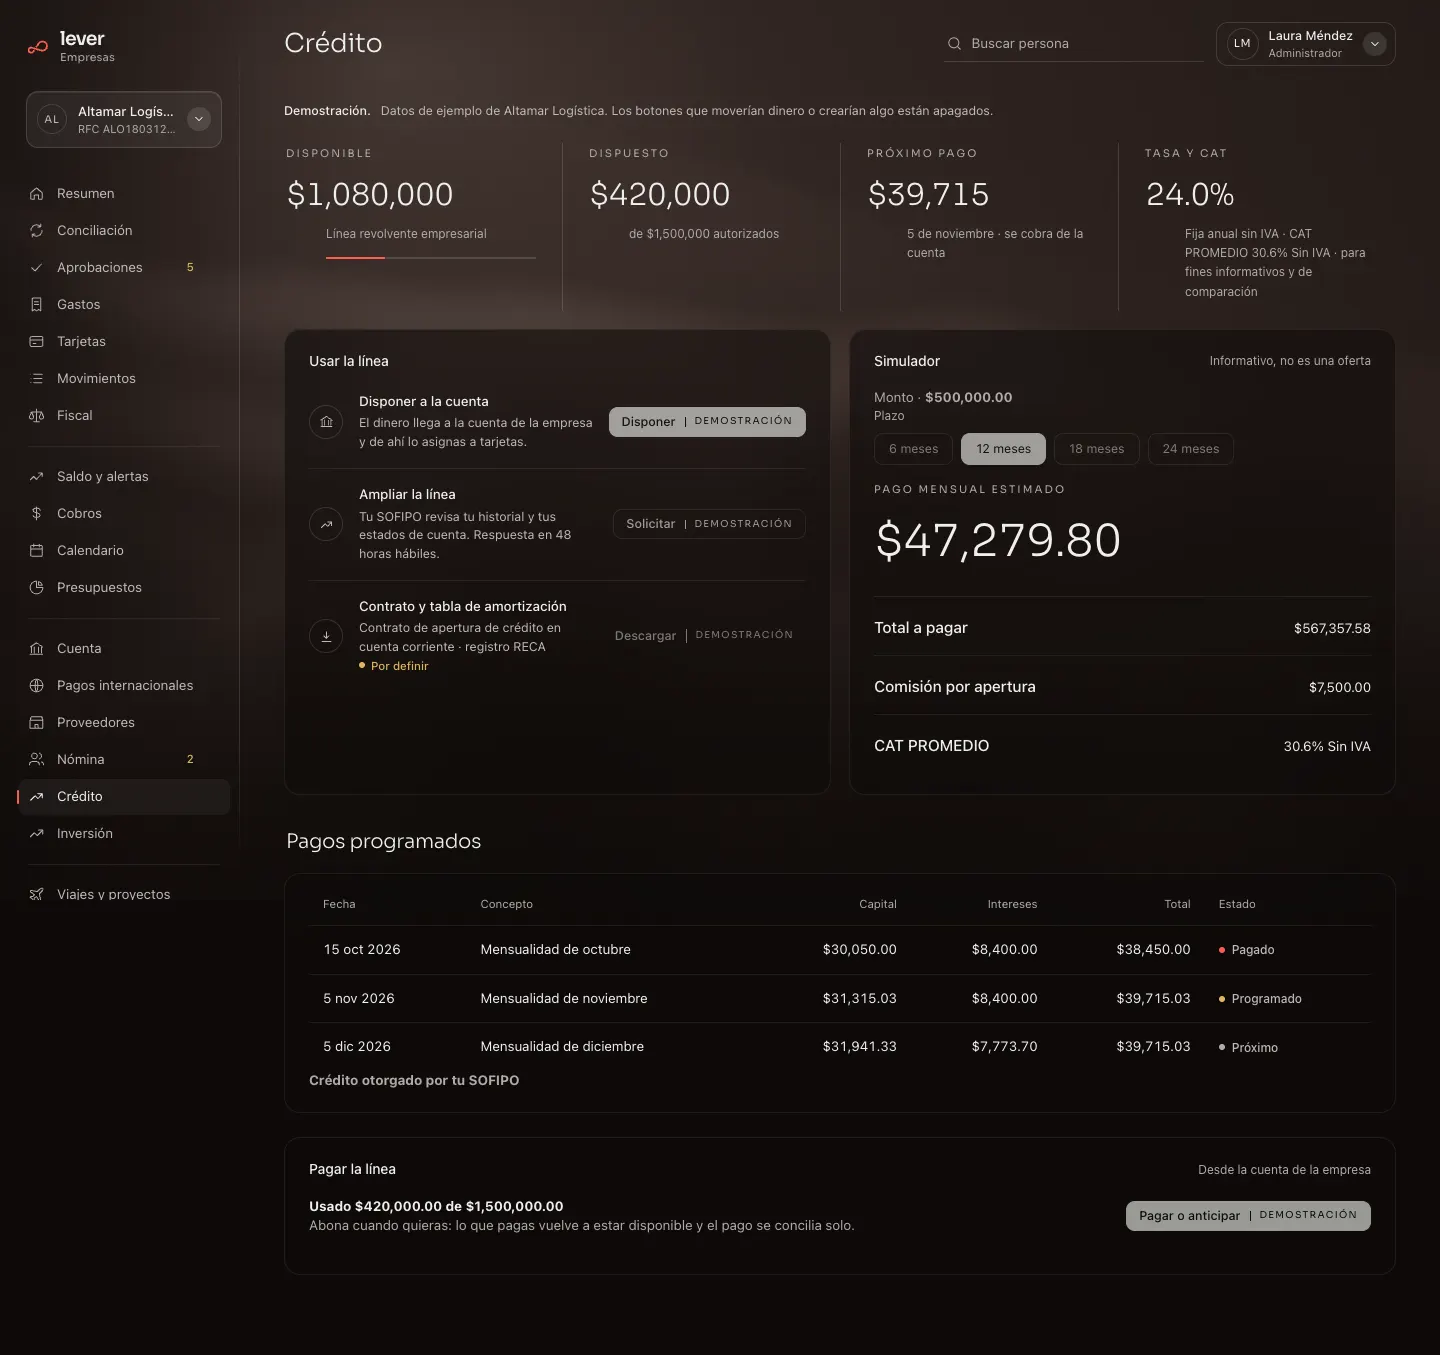 lever
Empresas
AL
Altamar Logís...
RFC ALO180312...
Resumen
Conciliación
Aprobaciones 5
Gastos
Tarjetas
Movimientos
Fiscal
Saldo y alertas
Cobros
Calendario
Presupuestos
Cuenta
Pagos internacionales
Proveedores
Nómina 2
Crédito
Inversión
Viajes y proyectos
Crédito
Buscar persona
LM
Laura Méndez
Administrador
Demostración. Datos de ejemplo de Altamar Logística. Los botones que moverían dinero o crearían algo están apagados.
DISPONIBLE
$1,080,000
Línea revolvente empresarial
DISPUESTO
$420,000
de $1,500,000 autorizados
PRÓXIMO PAGO
$39,715
5 de noviembre · se cobra de la
cuenta
TASA Y CAT
24.0%
Fija anual sin IVA · CAT
PROMEDIO 30.6% Sin IVA · para
fines informativos y de
comparación
Usar la línea
Disponer a la cuenta
El dinero llega a la cuenta de la empresa
y de ahí lo asignas a tarjetas.
Disponer | DEMOSTRACIÓN
Ampliar la línea
Tu SOFIPO revisa tu historial y tus
estados de cuenta. Respuesta en 48
horas hábiles.
Solicitar | DEMOSTRACIÓN
Contrato y tabla de amortización
Contrato de apertura de crédito en
cuenta corriente · registro RECA
Por definir
Descargar | DEMOSTRACIÓN
Simulador
Informativo, no es una oferta
Monto · $500,000.00
Plazo
6 meses 12 meses 18 meses 24 meses
PAGO MENSUAL ESTIMADO
$47,279.80
Total a pagar $567,357.58
Comisión por apertura $7,500.00
CAT PROMEDIO 30.6% Sin IVA
Pagos programados
Fecha Concepto Capital Intereses Total Estado
15 oct 2026 Mensualidad de octubre $30,050.00 $8,400.00 $38,450.00 Pagado
5 nov 2026 Mensualidad de noviembre $31,315.03 $8,400.00 $39,715.03 Programado
5 dic 2026 Mensualidad de diciembre $31,941.33 $7,773.70 $39,715.03 Próximo
Crédito otorgado por tu SOFIPO
Pagar la línea
Desde la cuenta de la empresa
Usado $420,000.00 de $1,500,000.00
Abona cuando quieras: lo que pagas vuelve a estar disponible y el pago se concilia solo.
Pagar o anticipar | DEMOSTRACIÓN